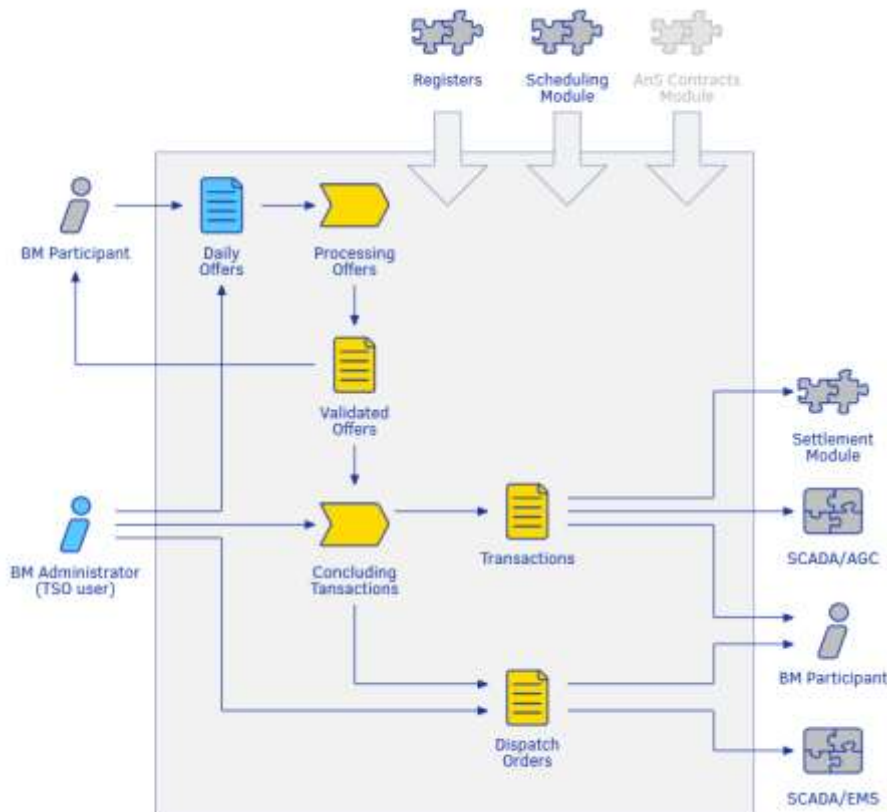 Registers
Scheduling
Module
AnS Contracts
Module
BM Participant
Daily
Offers
Processing
Offers
Validated
Offers
Settlement
Module
BM Administrator
(TSO user)
Concluding
Tansactions
Transactions
SCADA/AGC
BM Participant
Dispatch
Orders
SCADA/EMS